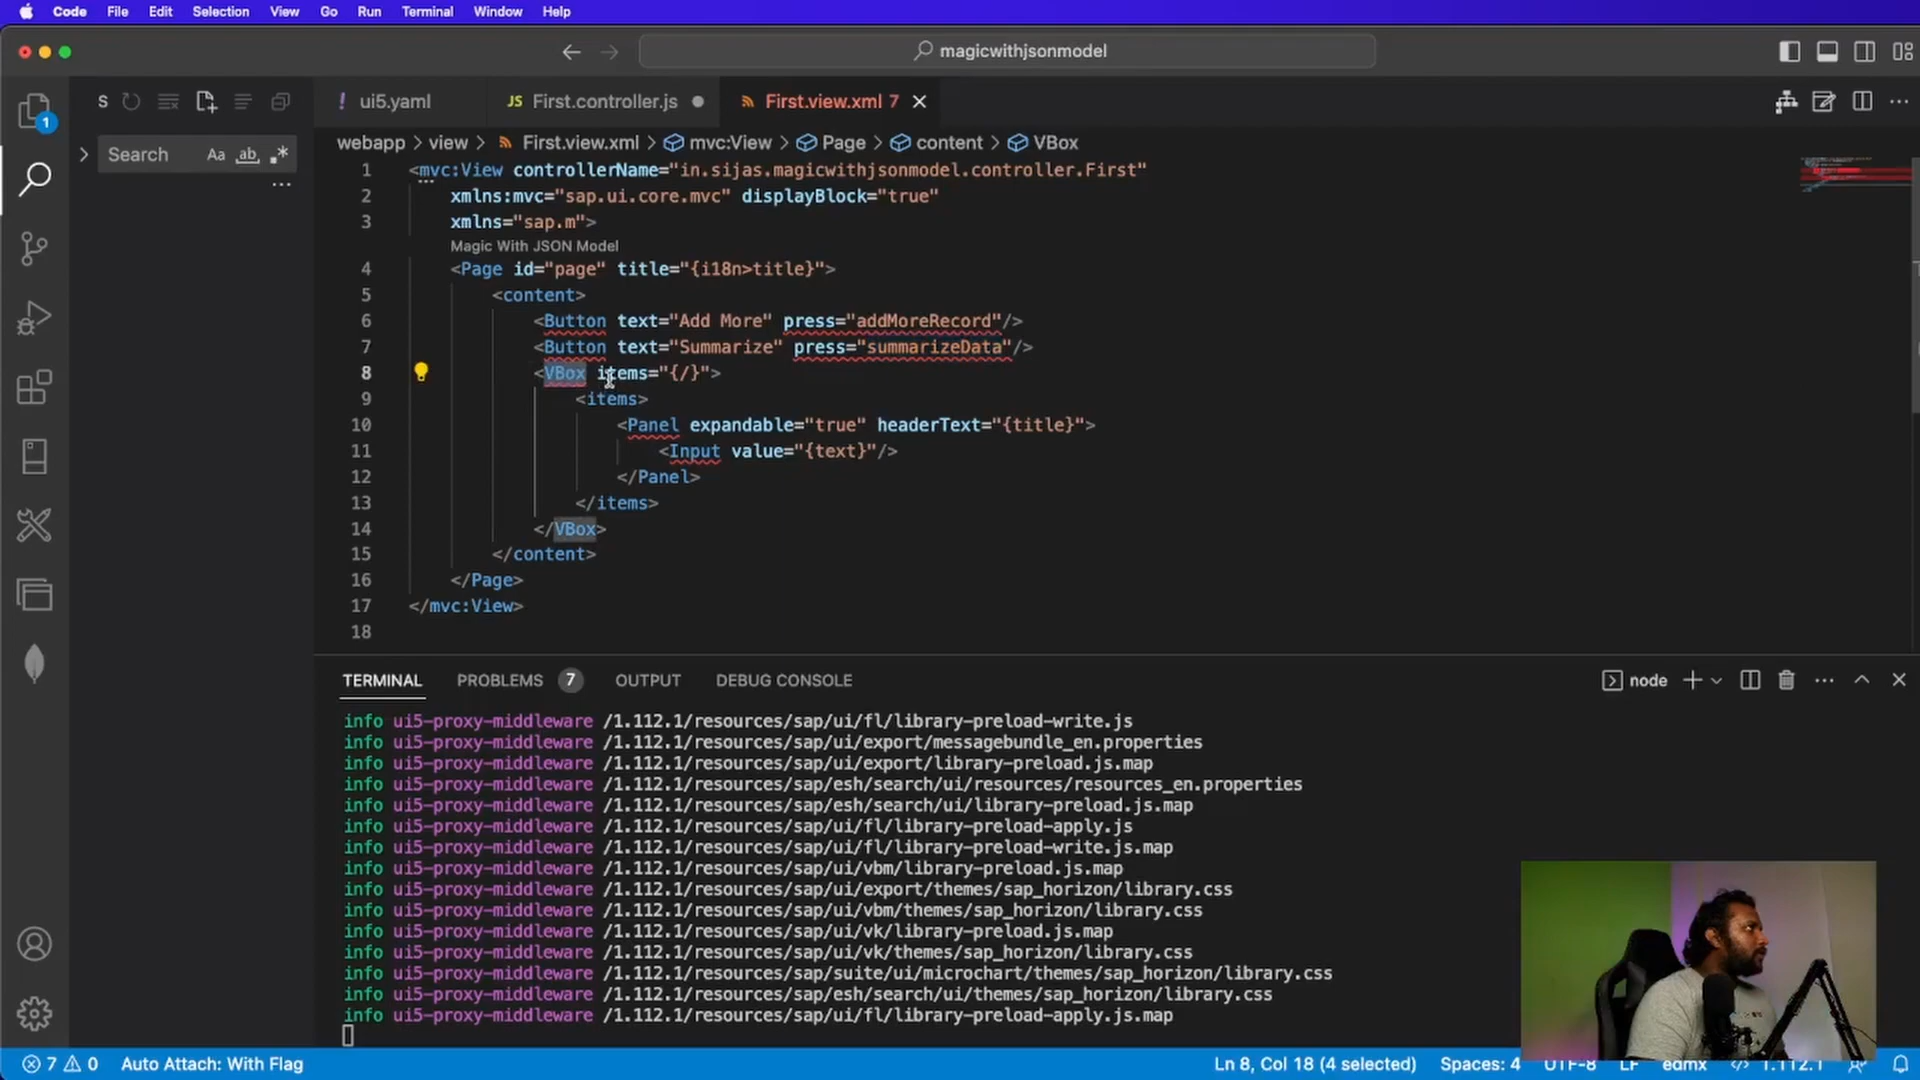 Code File Edit Selection View Go Run Terminal Window Help
magicwithjsonmodel
S
ui5.yaml First.controller.js First.view.xml 7
1
Search Aa ab .*
webapp > view > First.view.xml > mvc:View > Page > content > VBox
1 <mvc:View controllerName="in.sijas.magicwithjsonmodel.controller.First"
2 xmlns:mvc="sap.ui.core.mvc" displayBlock="true"
3 xmlns="sap.m">
Magic With JSON Model
4 <Page id="page" title="{i18n>title}">
5 <content>
6 <Button text="Add More" press="addMoreRecord"/>
7 <Button text="Summarize" press="summarizeData"/>
8 <VBox items="{/}">
9 <items>
10 <Panel expandable="true" headerText="{title}">
11 <Input value="{text}"/>
12 </Panel>
13 </items>
14 </VBox>
15 </content>
16 </Page>
17 </mvc:View>
18
TERMINAL PROBLEMS 7 OUTPUT DEBUG CONSOLE node
info ui5-proxy-middleware /1.112.1/resources/sap/ui/fl/library-preload-write.js
info ui5-proxy-middleware /1.112.1/resources/sap/ui/export/messagebundle_en.properties
info ui5-proxy-middleware /1.112.1/resources/sap/ui/export/library-preload.js.map
info ui5-proxy-middleware /1.112.1/resources/sap/esh/search/ui/resources/resources_en.properties
info ui5-proxy-middleware /1.112.1/resources/sap/esh/search/ui/library-preload.js.map
info ui5-proxy-middleware /1.112.1/resources/sap/ui/fl/library-preload-apply.js
info ui5-proxy-middleware /1.112.1/resources/sap/ui/fl/library-preload-write.js.map
info ui5-proxy-middleware /1.112.1/resources/sap/ui/vbm/library-preload.js.map
info ui5-proxy-middleware /1.112.1/resources/sap/ui/export/themes/sap_horizon/library.css
info ui5-proxy-middleware /1.112.1/resources/sap/ui/vbm/themes/sap_horizon/library.css
info ui5-proxy-middleware /1.112.1/resources/sap/ui/vk/library-preload.js.map
info ui5-proxy-middleware /1.112.1/resources/sap/ui/vk/themes/sap_horizon/library.css
info ui5-proxy-middleware /1.112.1/resources/sap/suite/ui/microchart/themes/sap_horizon/library.css
info ui5-proxy-middleware /1.112.1/resources/sap/esh/search/ui/themes/sap_horizon/library.css
info ui5-proxy-middleware /1.112.1/resources/sap/ui/fl/library-preload-apply.js.map
7 0 Auto Attach: With Flag Ln 8, Col 18 (4 selected) Spaces: 4 UTF-8 LF edmx 1.112.1